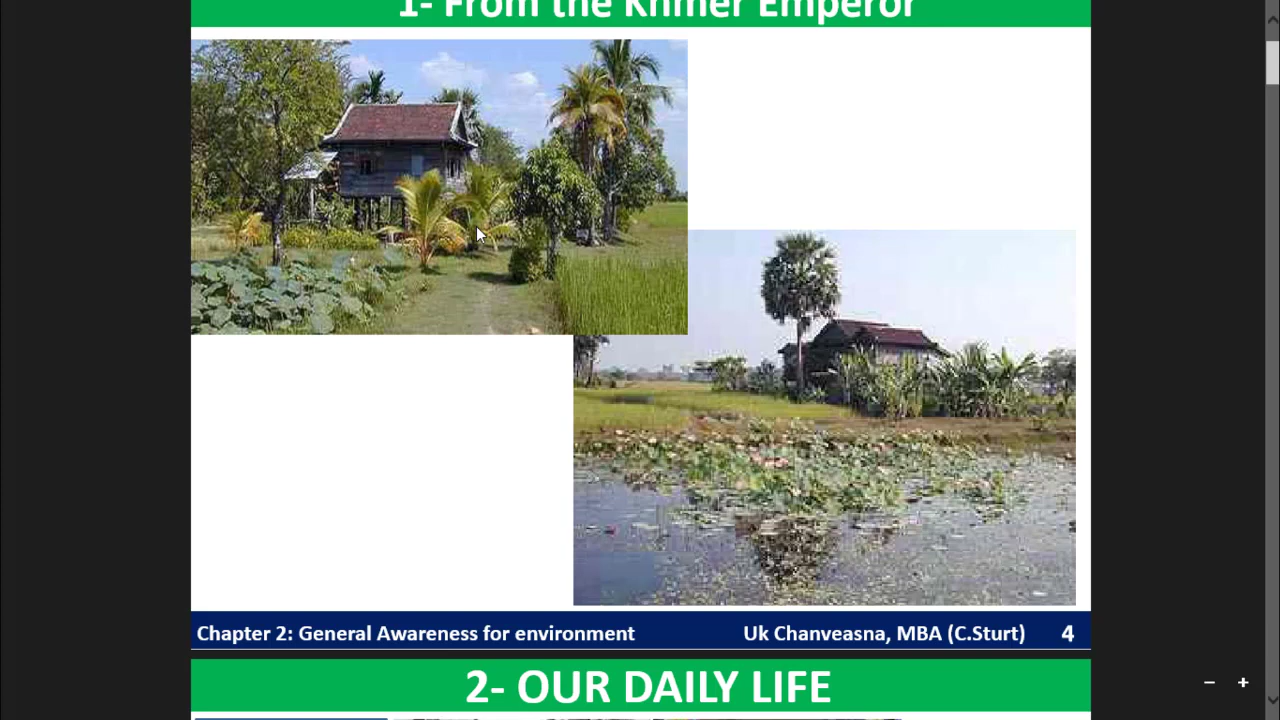 1- From the Khmer Emperor
Chapter 2: General Awareness for environment Uk Chanveasna, MBA (C.Sturt) 4
2- OUR DAILY LIFE